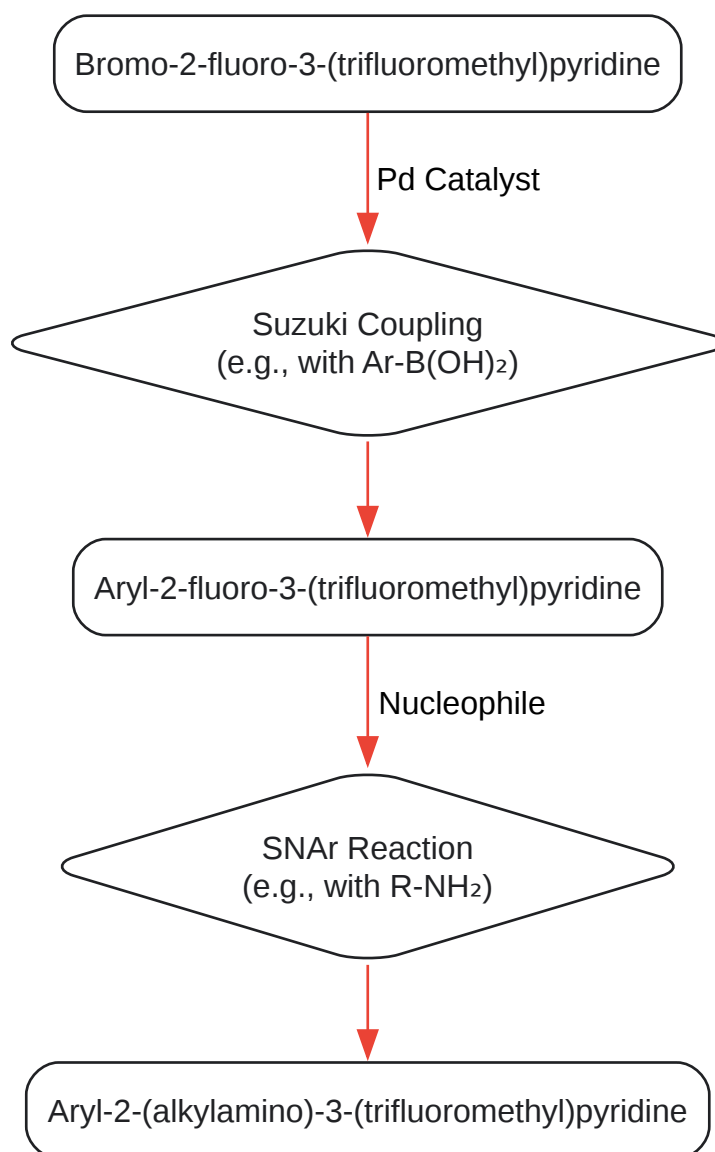 Bromo-2-fluoro-3-(trifluoromethyl)pyridine
Pd Catalyst
Suzuki Coupling
(e.g., with Ar-B(OH)₂)
Aryl-2-fluoro-3-(trifluoromethyl)pyridine
Nucleophile
SNAr Reaction
(e.g., with R-NH₂)
Aryl-2-(alkylamino)-3-(trifluoromethyl)pyridine